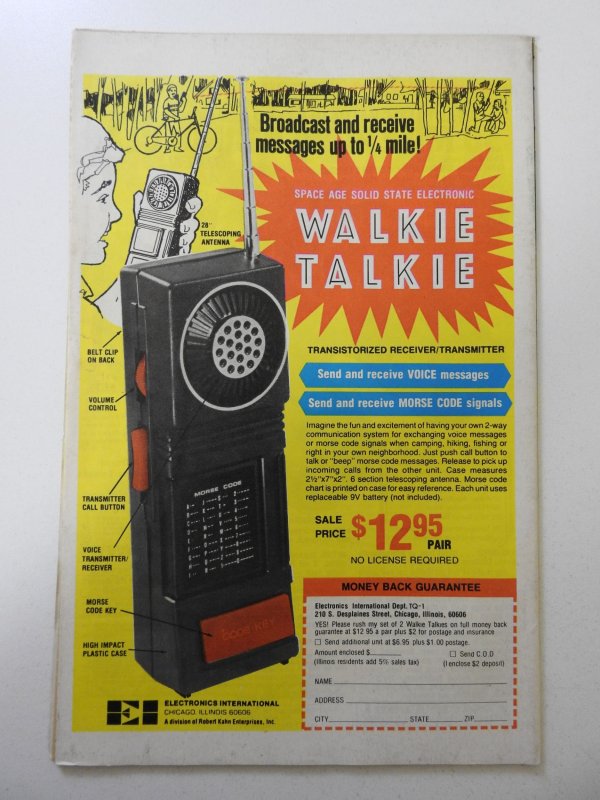 Broadcast and receive
messages up to 1/4 mile!
SPACE AGE SOLID STATE ELECTRONIC
WALKIE
TALKIE
28"
TELESCOPING
ANTENNA
TRANSISTORIZED RECEIVER/TRANSMITTER
Send and receive VOICE messages
Send and receive MORSE CODE signals
BELT CLIP
ON BACK
VOLUME
CONTROL
TRANSMITTER
CALL BUTTON
VOICE
TRANSMITTER/
RECEIVER
MORSE
CODE KEY
HIGH IMPACT
PLASTIC CASE
MORSE CODE
CODE KEY
Imagine the fun and excitement of having your own 2-way
communication system for exchanging voice messages
or morse code signals when camping, hiking, fishing or
right in your own neighborhood. Just push call button to
talk or "beep" morse code messages. Release to pick up
incoming calls from the other unit. Case measures
2½"x7"x2". 6 section telescoping antenna. Morse code
chart is printed on case for easy reference. Each unit uses
replaceable 9V battery (not included).
SALE
PRICE $12.95
PAIR
NO LICENSE REQUIRED
MONEY BACK GUARANTEE
Electronics International Dept. TQ-1
210 S. Desplaines Street, Chicago, Illinois, 60606
YES! Please rush my set of 2 Walkie Talkies on full money back
guarantee at $12.95 a pair plus $2 for postage and insurance
Send additional unit at $6.95 plus $1.00 postage.
Amount enclosed $ Send C.O.D
(Illinois residents add 5% sales tax) (I enclose $2 deposit)
NAME
ADDRESS
CITY STATE ZIP
EI
ELECTRONICS INTERNATIONAL
CHICAGO, ILLINOIS 60606
A division of Robert Kahn Enterprises, Inc.